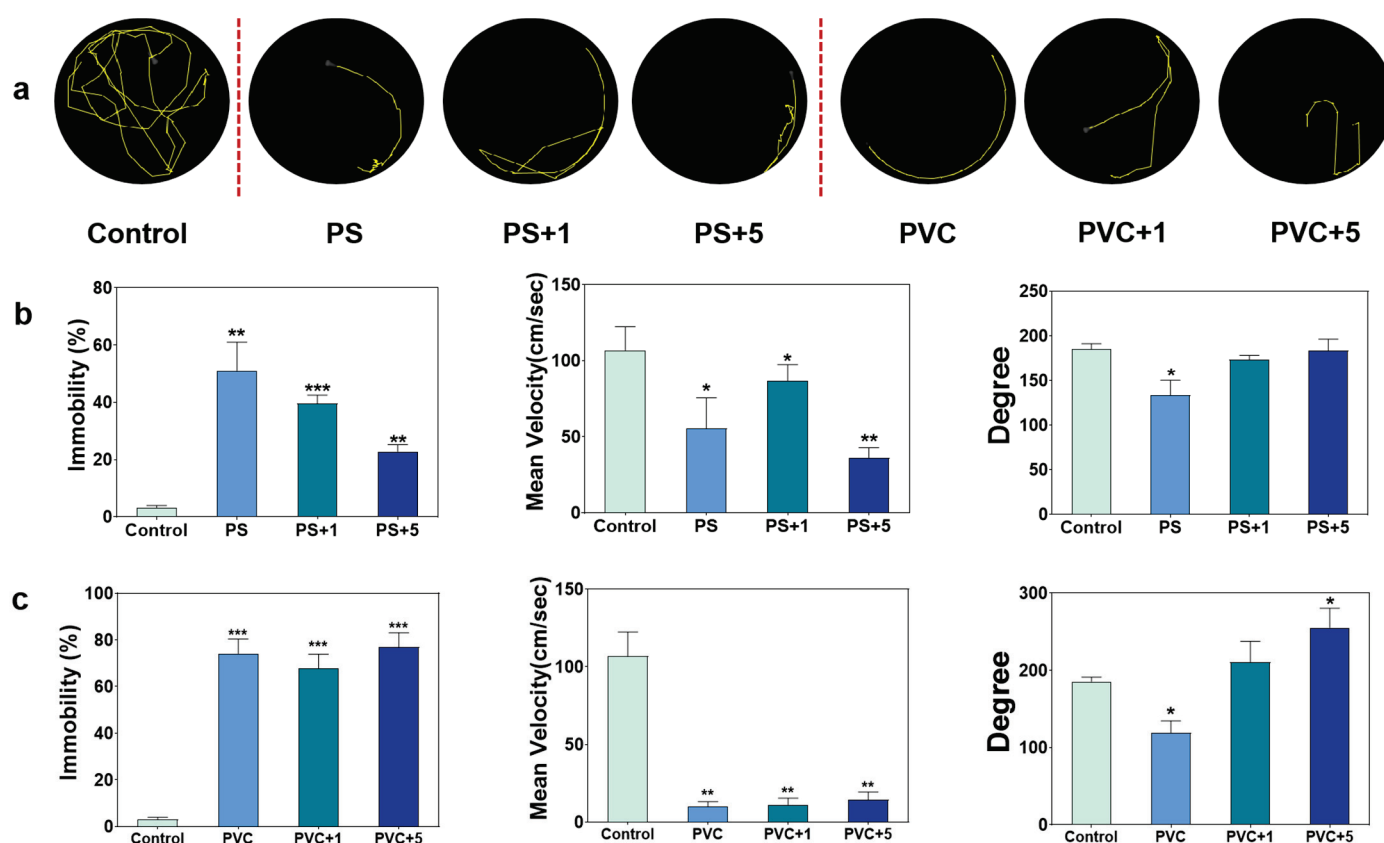 a
Control PS PS+1 PS+5 PVC PVC+1 PVC+5
b
Immobility (%)
80
60
40
20
0
** *** **
Control PS PS+1 PS+5
Mean Velocity(cm/sec)
150
100
50
0
* * **
Control PS PS+1 PS+5
Degree
250
200
150
100
50
0
*
Control PS PS+1 PS+5
c
Immobility (%)
100
80
60
40
20
0
*** *** ***
Control PVC PVC+1 PVC+5
Mean Velocity(cm/sec)
150
100
50
0
** ** **
Control PVC PVC+1 PVC+5
Degree
300
200
100
0
* *
Control PVC PVC+1 PVC+5